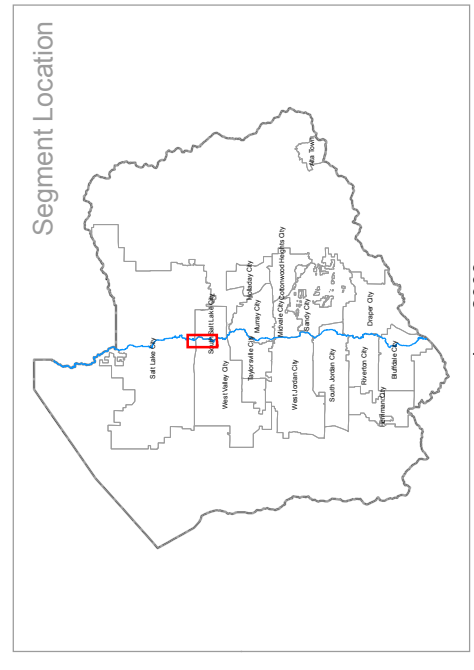 Segment Location
Salt Lake City
South Salt Lake City
West Valley City
Holladay City
Murray City
Taylorsville City
Cottonwood Heights City
Midvale City
Alta Town
Sandy City
West Jordan City
South Jordan City
Draper City
Riverton City
Herriman City
Bluffdale City